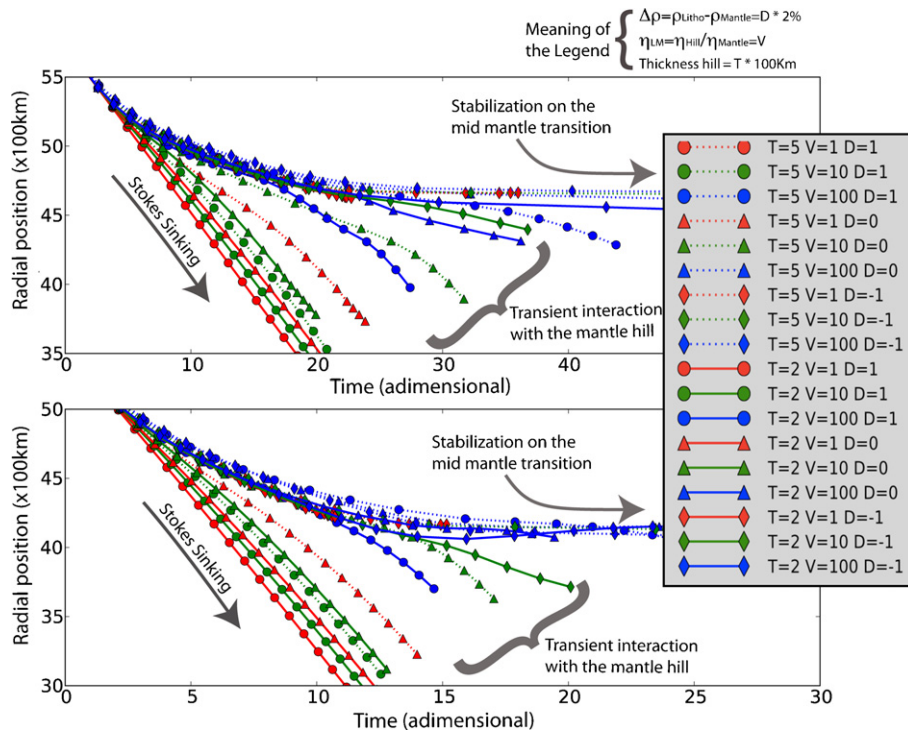 Meaning of
the Legend
Δρ=ρLitho-ρMantle=D * 2%
ηLM=ηHill/ηMantle=V
Thickness hill = T * 100Km
55
50
45
40
35
0
10
20
30
40
Radial position (x100km)
Time (adimensional)
Stokes Sinking
Stabilization on the
mid mantle transition
Transient interaction
with the mantle hill
T=5 V=1 D=1
T=5 V=10 D=1
T=5 V=100 D=1
T=5 V=1 D=0
T=5 V=10 D=0
T=5 V=100 D=0
T=5 V=1 D=-1
T=5 V=10 D=-1
T=5 V=100 D=-1
T=2 V=1 D=1
T=2 V=10 D=1
T=2 V=100 D=1
T=2 V=1 D=0
T=2 V=10 D=0
T=2 V=100 D=0
T=2 V=1 D=-1
T=2 V=10 D=-1
T=2 V=100 D=-1
50
45
40
35
30
0
5
10
15
20
25
30
Radial position (x100km)
Time (adimensional)
Stokes Sinking
Stabilization on the
mid mantle transition
Transient interaction
with the mantle hill